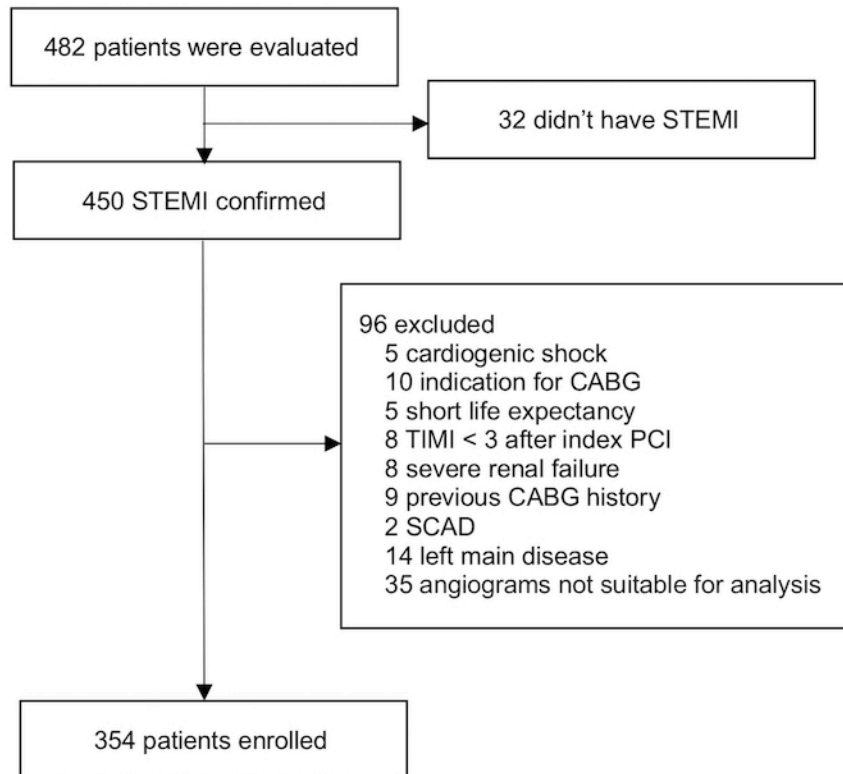 482 patients were evaluated
32 didn’t have STEMI
450 STEMI confirmed
96 excluded
5 cardiogenic shock
10 indication for CABG
5 short life expectancy
8 TIMI < 3 after index PCI
8 severe renal failure
9 previous CABG history
2 SCAD
14 left main disease
35 angiograms not suitable for analysis
354 patients enrolled